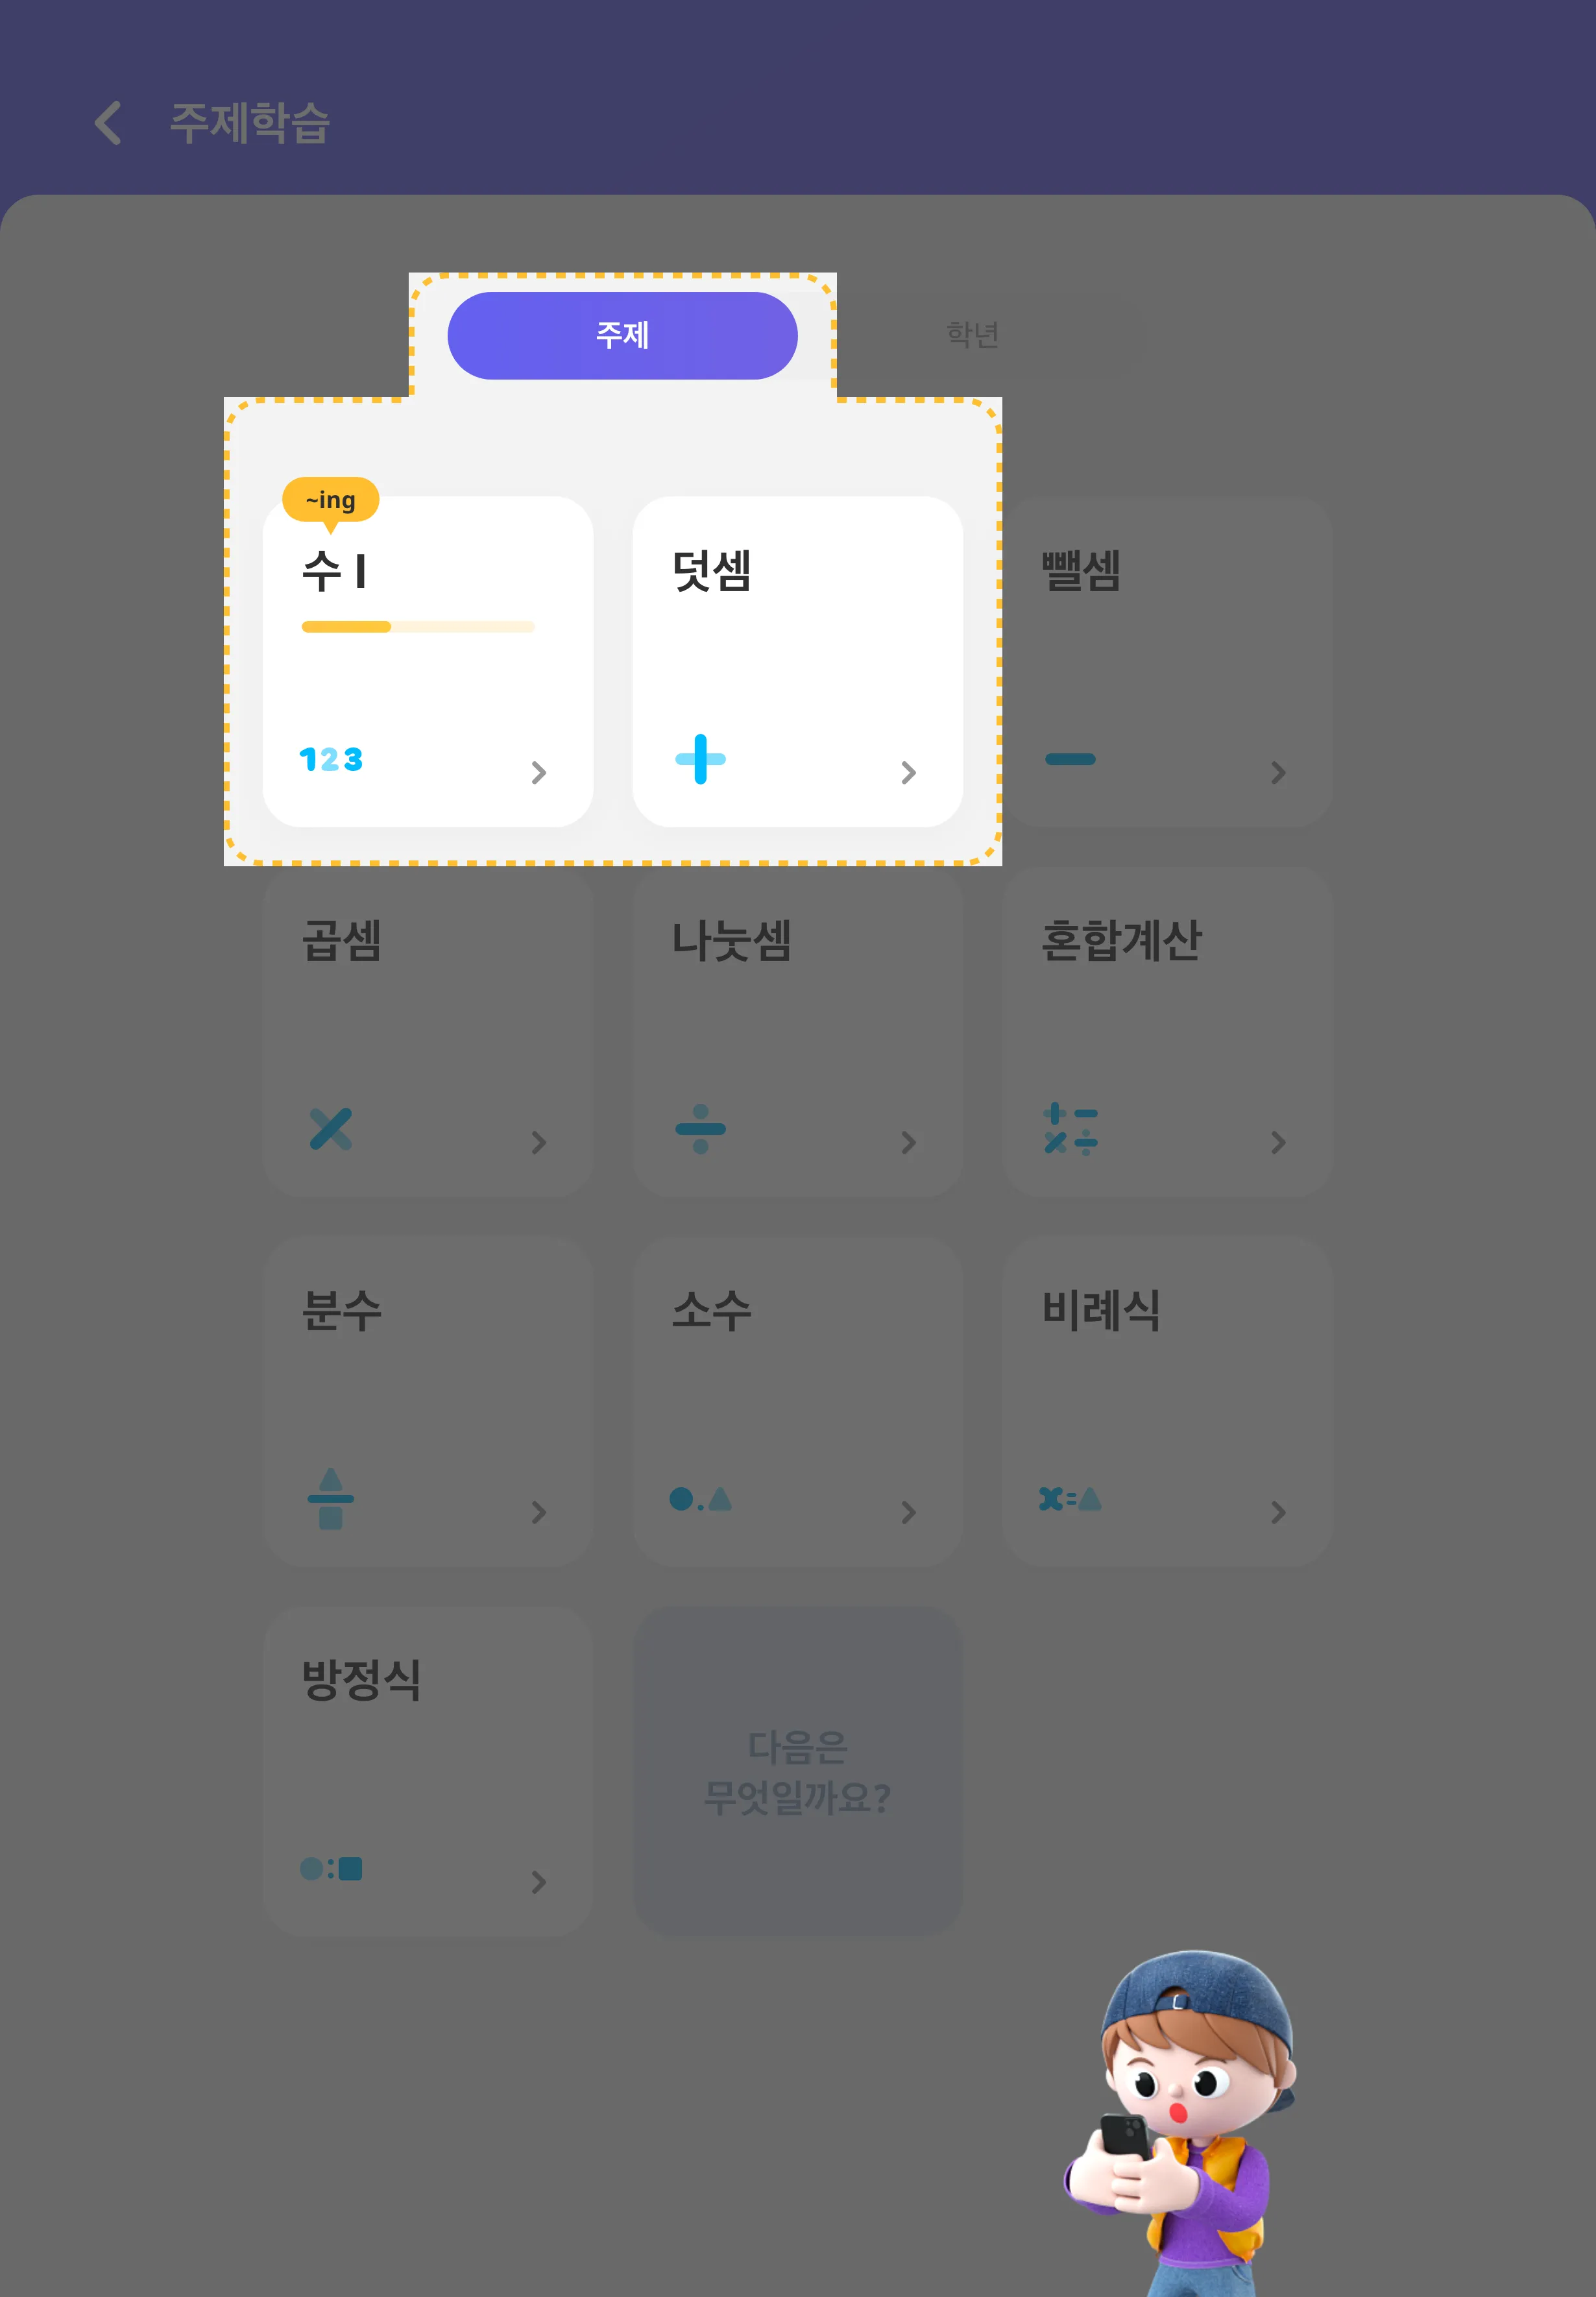 주제학습
주제
학년
~ing
수 I
덧셈
뺄셈
123
곱셈
나눗셈
혼합계산
분수
소수
비례식
방정식
다음은
무엇일까요?